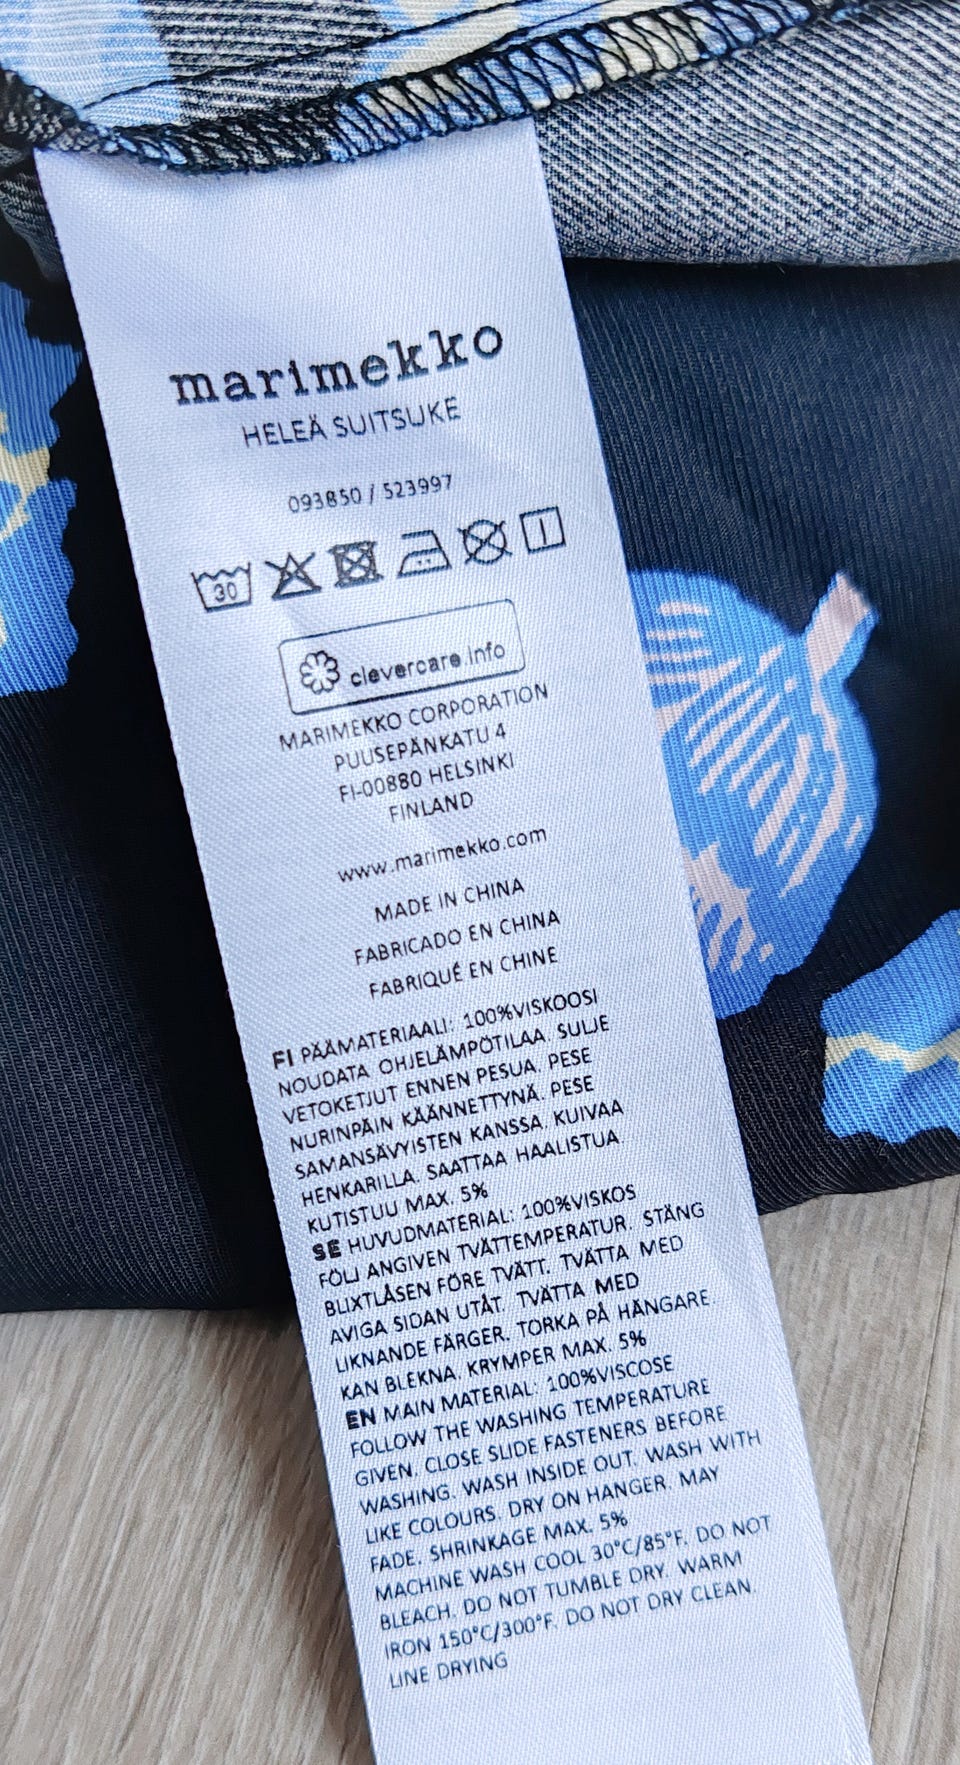 marimekko
HELEÄ SUITSUKE
093850 / 523997
30
clevercare.info
MARIMEKKO CORPORATION
PUUSEPÄNKATU 4
FI-00880 HELSINKI
FINLAND
www.marimekko.com
MADE IN CHINA
FABRICADO EN CHINA
FABRIQUÉ EN CHINE
FI PÄÄMATERIAALI: 100%VISKOOSI
NOUDATA OHJELÄMPÖTILAA. SULJE
VETOKETJUT ENNEN PESUA. PESE
NURINPÄIN KÄÄNNETTYNÄ. PESE
SAMANSÄVYISTEN KANSSA. KUIVAA
HENKARILLA. SAATTAA HAALISTUA
KUTISTUU MAX. 5%
SE HUVUDMATERIAL: 100%VISKOS
FÖLJ ANGIVEN TVÄTTEMPERATUR. STÄNG
BLIXTLÅSEN FÖRE TVÄTT. TVÄTTA MED
AVIGA SIDAN UTÅT. TVÄTTA MED
LIKNANDE FÄRGER. TORKA PÅ HÄNGARE.
KAN BLEKNA. KRYMPER MAX. 5%
EN MAIN MATERIAL: 100%VISCOSE
FOLLOW THE WASHING TEMPERATURE
GIVEN. CLOSE SLIDE FASTENERS BEFORE
WASHING. WASH INSIDE OUT. WASH WITH
LIKE COLOURS. DRY ON HANGER. MAY
FADE. SHRINKAGE MAX. 5%
MACHINE WASH COOL 30°C/85°F. DO NOT
BLEACH. DO NOT TUMBLE DRY. WARM
IRON 150°C/300°F. DO NOT DRY CLEAN.
LINE DRYING